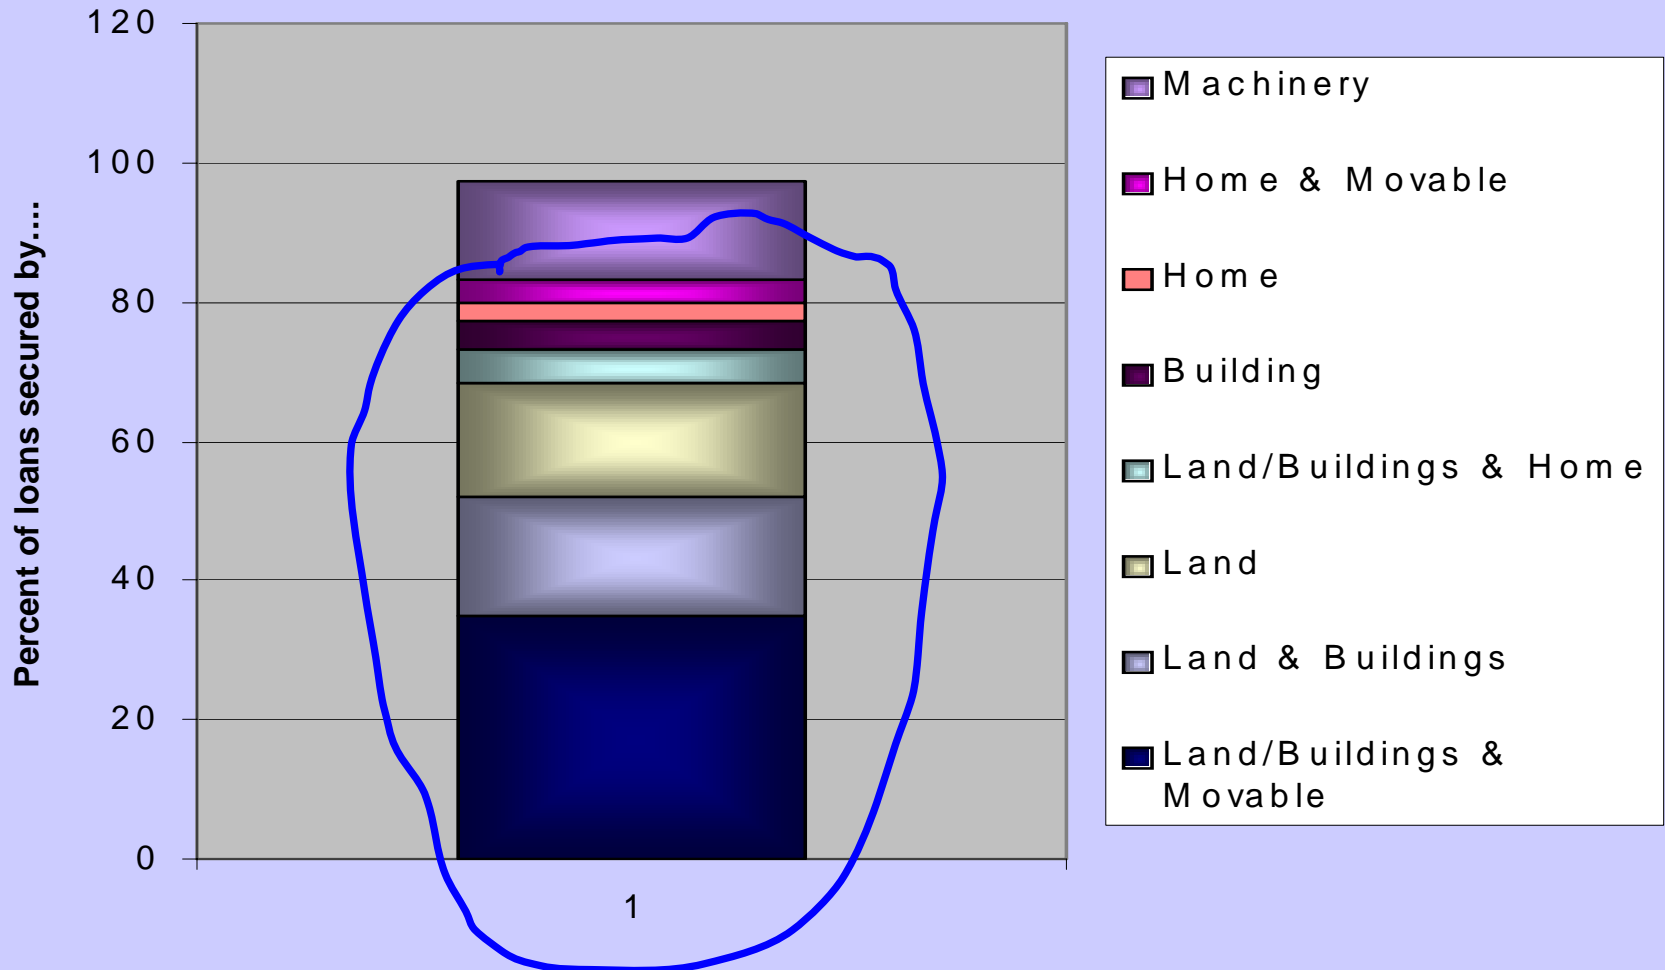 120
100
80
60
40
20
0
Percent of loans secured by....
1
Machinery
Home & Movable
Home
Building
Land/Buildings & Home
Land
Land & Buildings
Land/Buildings &
Movable